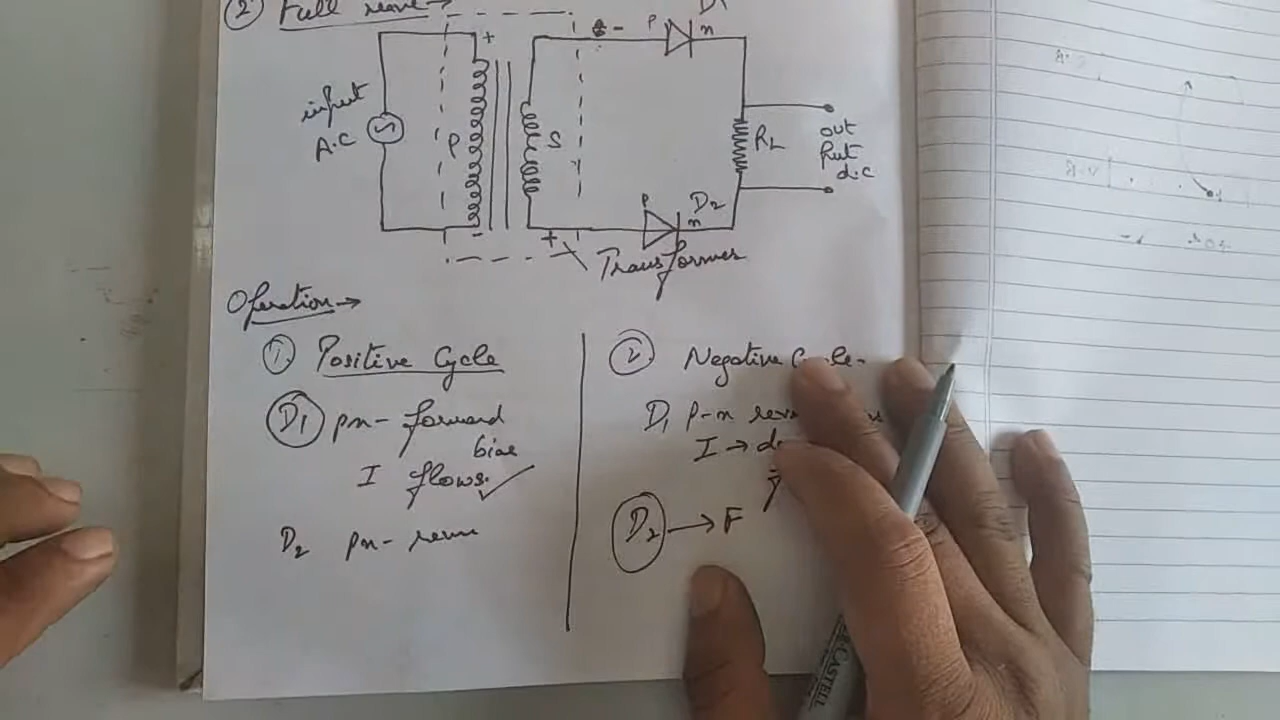 ② Full wave →
D1
+ - P n
input
A.C
P S
RL
out
put
d.c
P D2
n
- +
Transformer
Operation →
① Positive Cycle
D1 pn- forward
bias
I flows. ✓
D2 pn-
② Negative
D1 P-n
I →
D2 → F
CASTELL